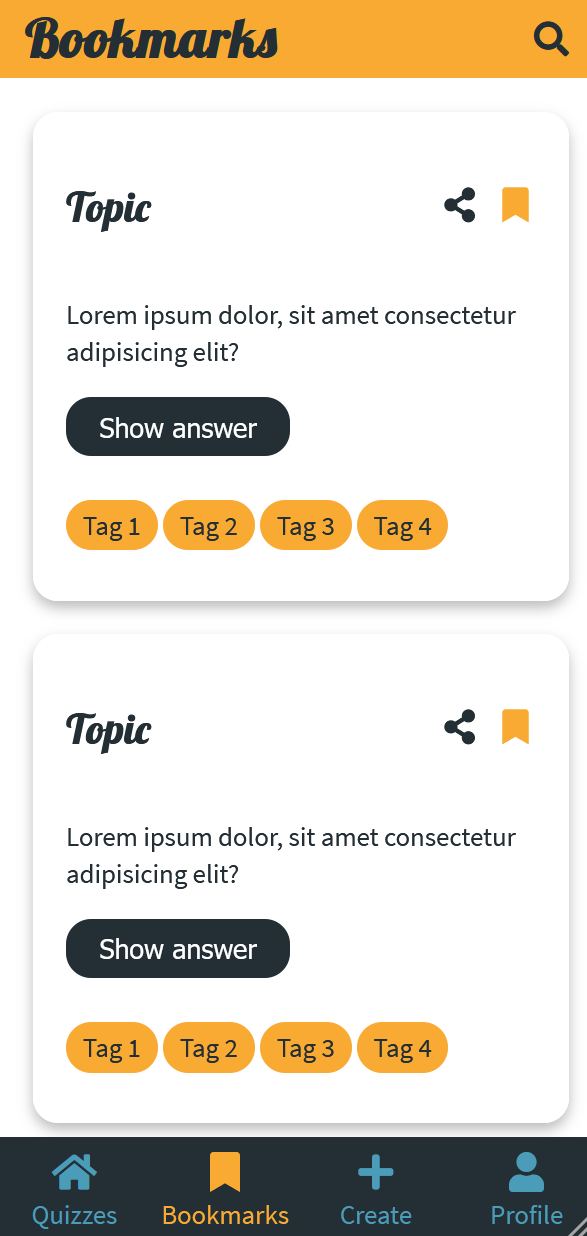 Bookmarks
Topic
Lorem ipsum dolor, sit amet consectetur
adipisicing elit?
Show answer
Tag 1 Tag 2 Tag 3 Tag 4
Topic
Lorem ipsum dolor, sit amet consectetur
adipisicing elit?
Show answer
Tag 1 Tag 2 Tag 3 Tag 4
Quizzes Bookmarks Create Profile